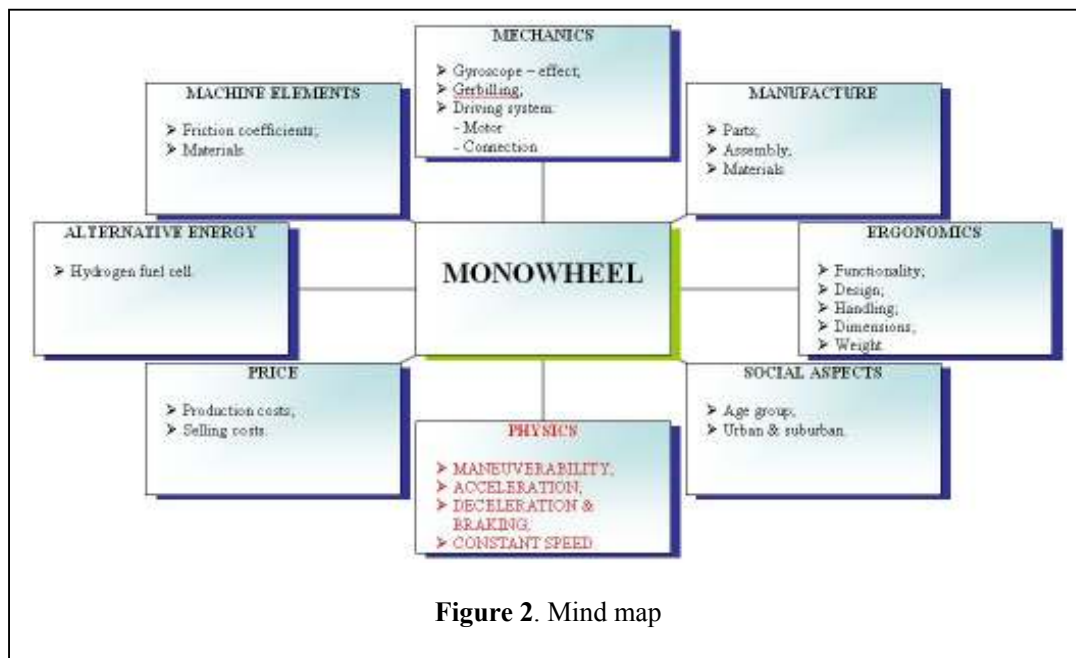 MECHANICS
➤ Gyroscope – effect;
➤ Gerbilling;
➤ Driving system:
- Motor
- Connection
MACHINE ELEMENTS
➤ Friction coefficients;
➤ Materials.
MANUFACTURE
➤ Parts;
➤ Assembly;
➤ Materials
ALTERNATIVE ENERGY
➤ Hydrogen fuel cell.
MONOWHEEL
ERGONOMICS
➤ Functionality;
➤ Design;
➤ Handling;
➤ Dimensions;
➤ Weight.
PRICE
➤ Production costs;
➤ Selling costs.
PHYSICS
➤ MANEUVERABILITY;
➤ ACCELERATION;
➤ DECELERATION &
BRAKING;
➤ CONSTANT SPEED
SOCIAL ASPECTS
➤ Age group;
➤ Urban & suburban.
Figure 2. Mind map